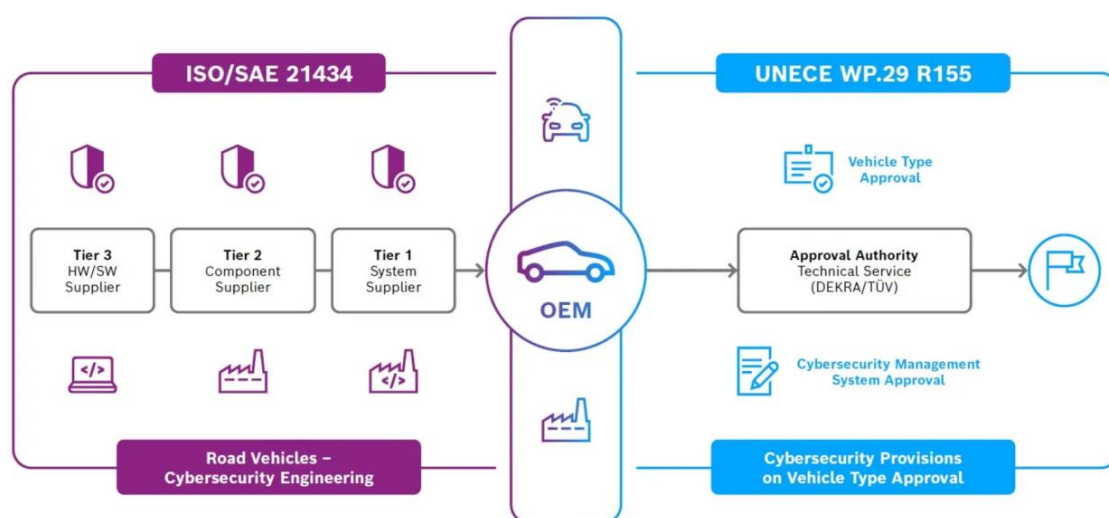 ISO/SAE 21434
UNECE WP.29 R155
Vehicle Type
Approval
Tier 3
HW/SW
Supplier
Tier 2
Component
Supplier
Tier 1
System
Supplier
OEM
Approval Authority
Technical Service
(DEKRA/TÜV)
</>
</>
Cybersecurity Management
System Approval
Road Vehicles –
Cybersecurity Engineering
Cybersecurity Provisions
on Vehicle Type Approval